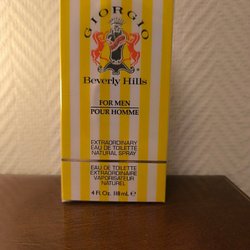 GIORGIO
Beverly Hills
FOR MEN
POUR HOMME
EXTRAORDINARY
EAU DE TOILETTE
NATURAL SPRAY
EAU DE TOILETTE
EXTRAORDINAIRE
VAPORISATEUR
NATUREL
4 Fl. Oz. 118 mL ℮